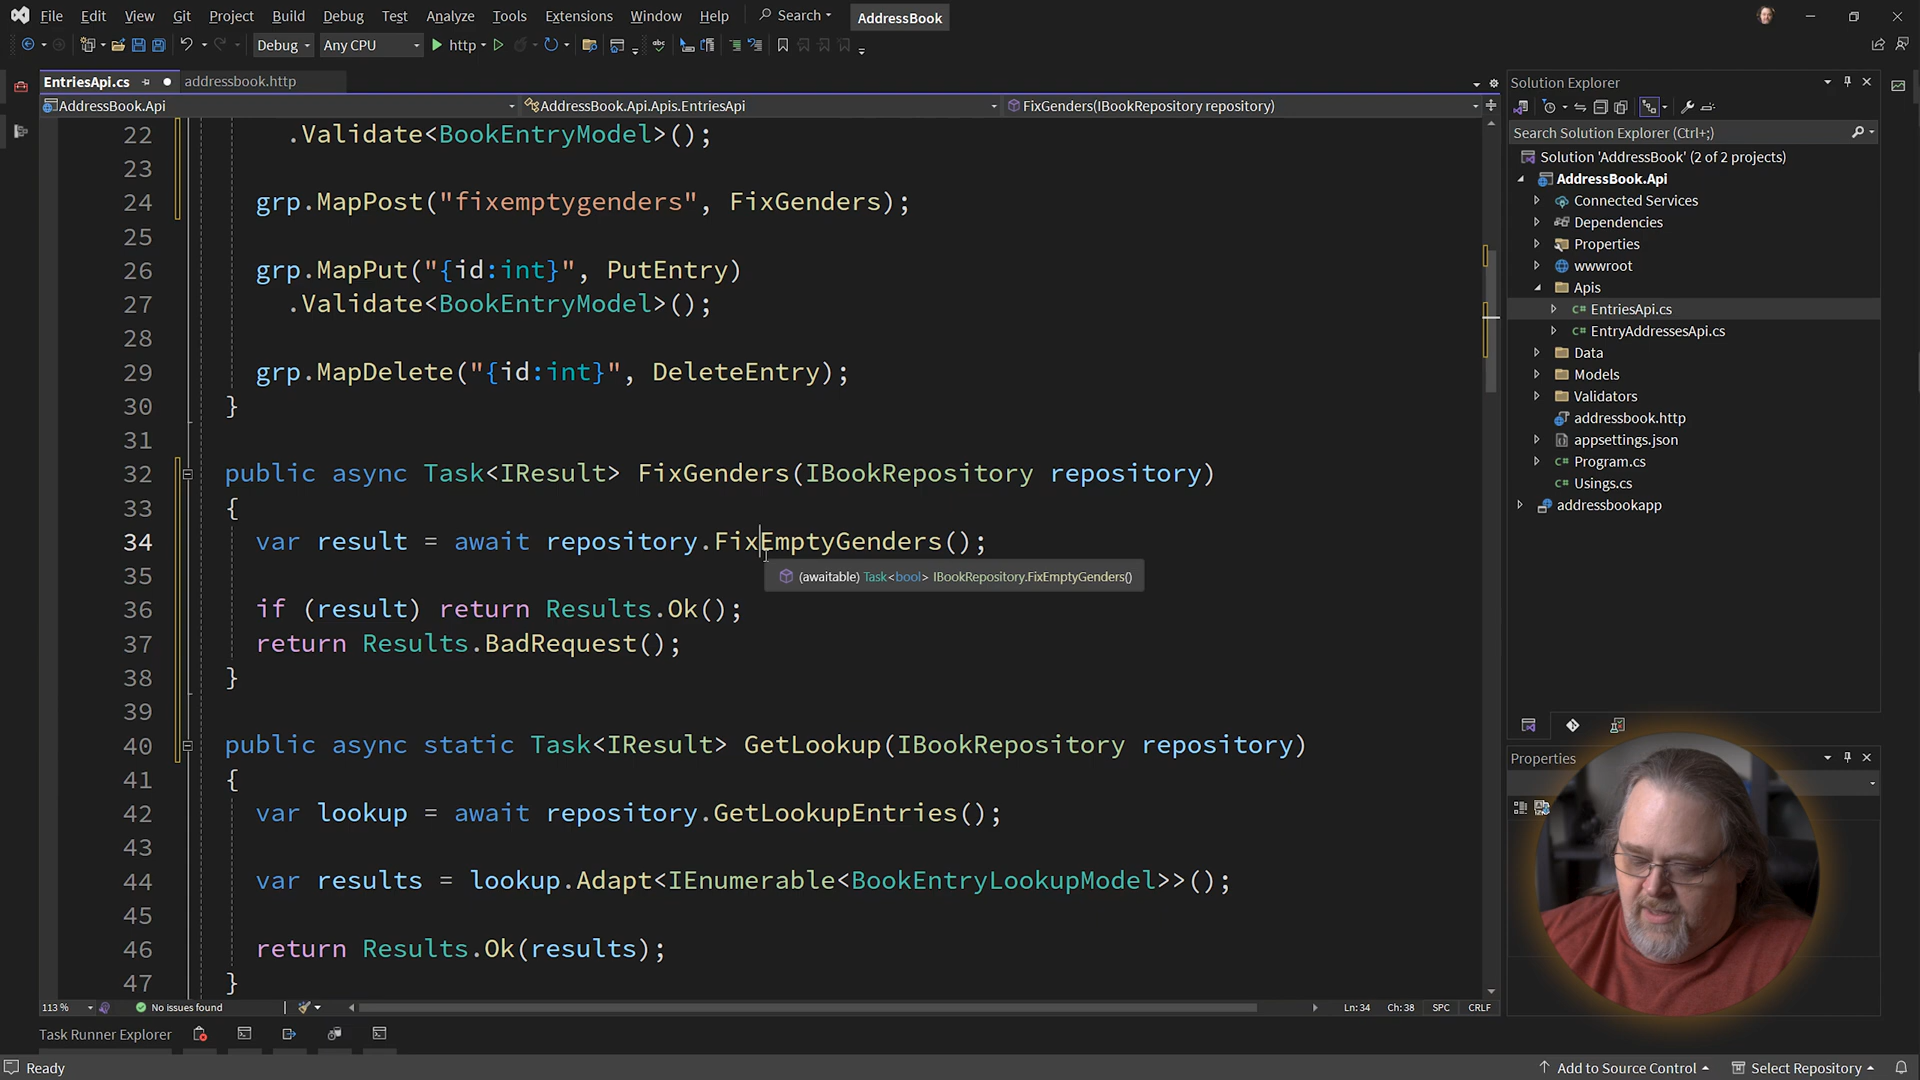 File Edit View Git Project Build Debug Test Analyze Tools Extensions Window Help Search AddressBook
Debug Any CPU http
EntriesApi.cs addressbook.http
AddressBook.Api AddressBook.Api.Apis.EntriesApi FixGenders(IBookRepository repository)
22 .Validate<BookEntryModel>();
23
24 grp.MapPost("fixemptygenders", FixGenders);
25
26 grp.MapPut("{id:int}", PutEntry)
27 .Validate<BookEntryModel>();
28
29 grp.MapDelete("{id:int}", DeleteEntry);
30 }
31
32 public async Task<IResult> FixGenders(IBookRepository repository)
33 {
34 var result = await repository.FixEmptyGenders();
35 (awaitable) Task<bool> IBookRepository.FixEmptyGenders()
36 if (result) return Results.Ok();
37 return Results.BadRequest();
38 }
39
40 public async static Task<IResult> GetLookup(IBookRepository repository)
41 {
42 var lookup = await repository.GetLookupEntries();
43
44 var results = lookup.Adapt<IEnumerable<BookEntryLookupModel>>();
45
46 return Results.Ok(results);
47 }
113 % No issues found Ln: 34 Ch: 38 SPC CRLF
Task Runner Explorer
Ready Add to Source Control Select Repository
Solution Explorer
Search Solution Explorer (Ctrl+;)
Solution 'AddressBook' (2 of 2 projects)
AddressBook.Api
Connected Services
Dependencies
Properties
wwwroot
Apis
C# EntriesApi.cs
C# EntryAddressesApi.cs
Data
Models
Validators
addressbook.http
appsettings.json
C# Program.cs
C# Usings.cs
addressbookapp
Properties